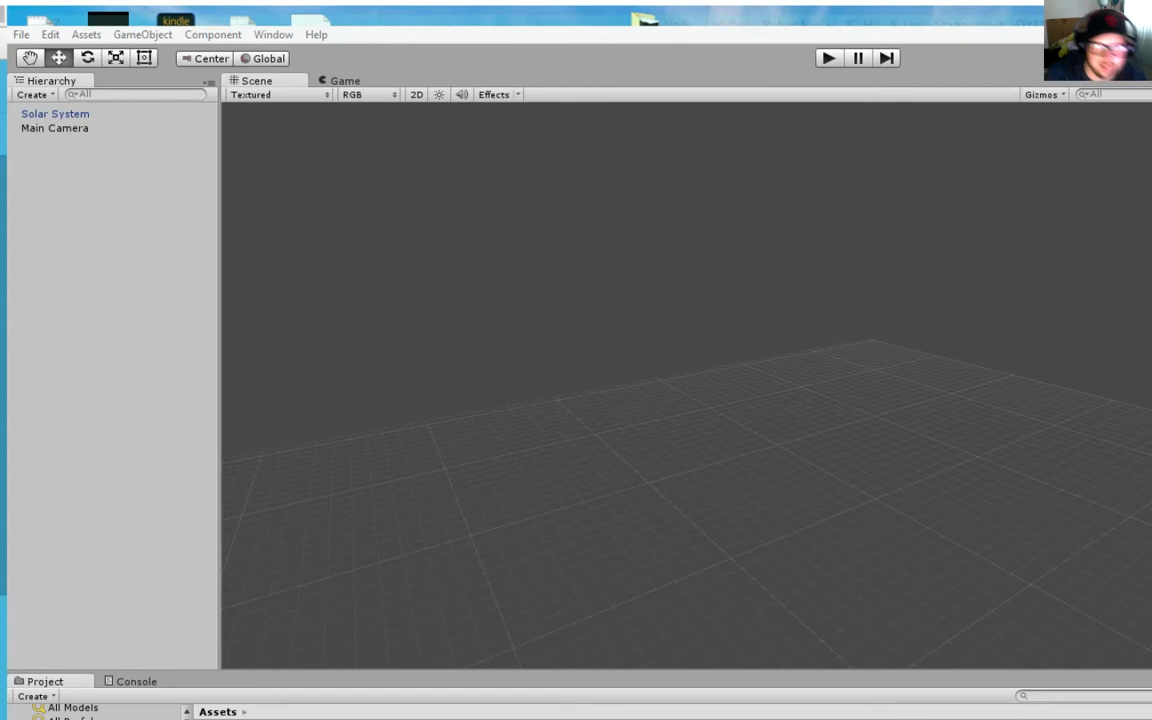 kindle
File Edit Assets GameObject Component Window Help
Center Global
Hierarchy
Scene Game
Create All
Textured RGB 2D Effects Gizmos All
Solar System
Main Camera
Project Console
Create
All Models
Assets